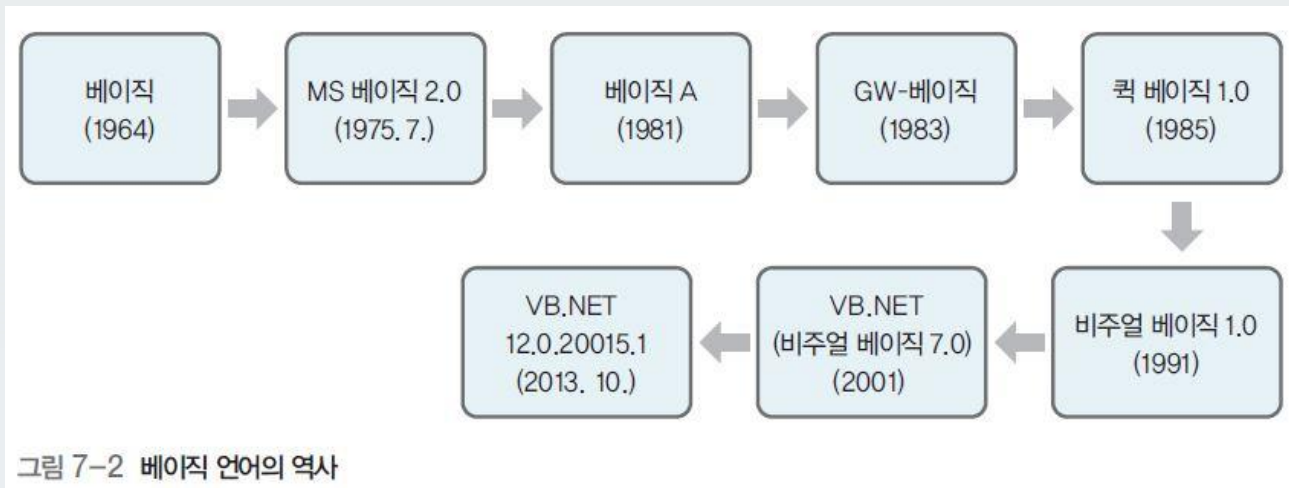 베이직
(1964)
MS 베이직 2.0
(1975. 7.)
베이직 A
(1981)
GW-베이직
(1983)
퀵 베이직 1.0
(1985)
비주얼 베이직 1.0
(1991)
VB.NET
(비주얼 베이직 7.0)
(2001)
VB.NET
12.0.20015.1
(2013. 10.)
그림 7-2 베이직 언어의 역사